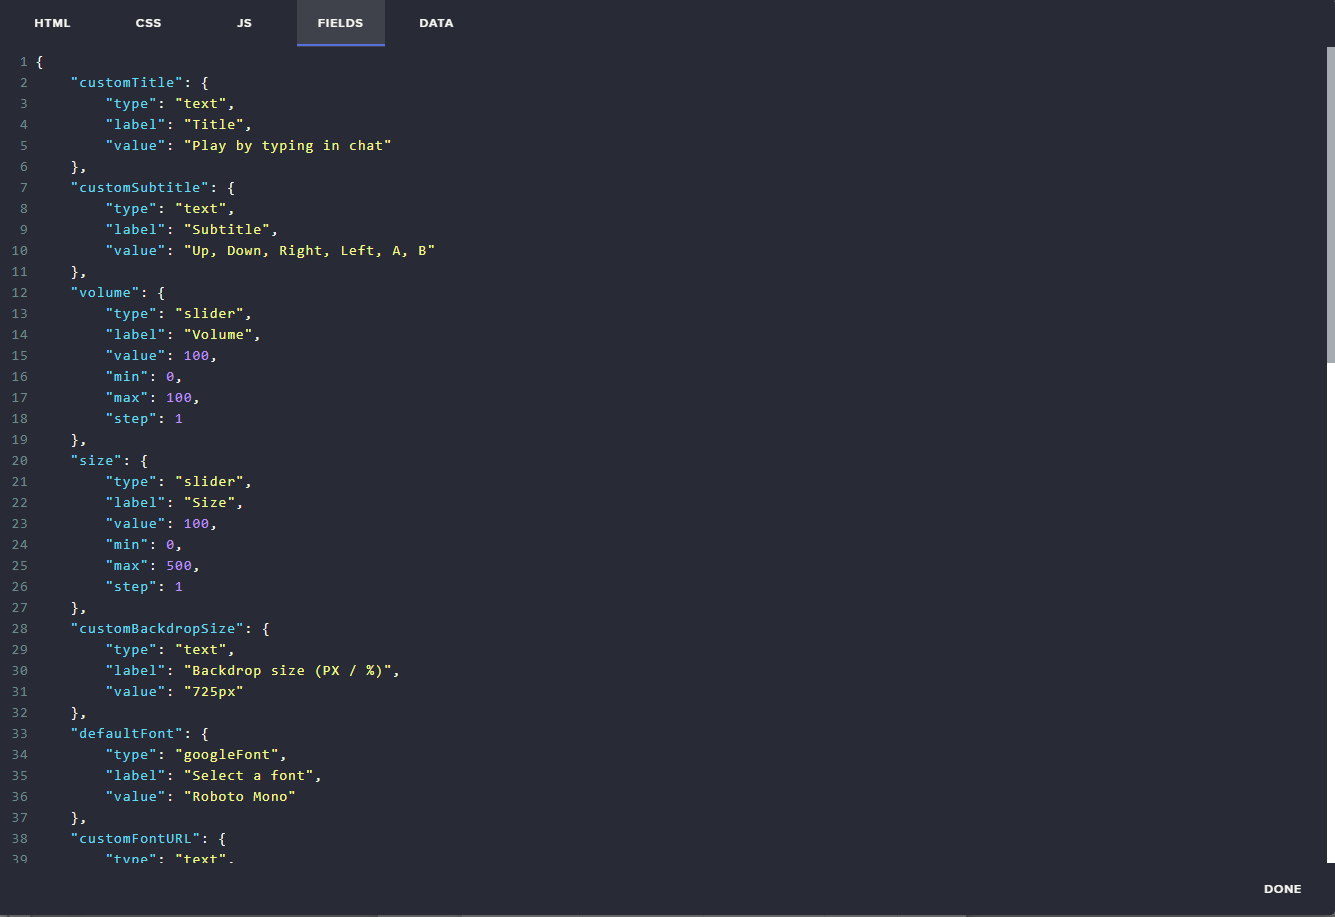 HTML CSS JS FIELDS DATA
1 {
2     "customTitle": {
3         "type": "text",
4         "label": "Title",
5         "value": "Play by typing in chat"
6     },
7     "customSubtitle": {
8         "type": "text",
9         "label": "Subtitle",
10         "value": "Up, Down, Right, Left, A, B"
11     },
12     "volume": {
13         "type": "slider",
14         "label": "Volume",
15         "value": 100,
16         "min": 0,
17         "max": 100,
18         "step": 1
19     },
20     "size": {
21         "type": "slider",
22         "label": "Size",
23         "value": 100,
24         "min": 0,
25         "max": 500,
26         "step": 1
27     },
28     "customBackdropSize": {
29         "type": "text",
30         "label": "Backdrop size (PX / %)",
31         "value": "725px"
32     },
33     "defaultFont": {
34         "type": "googleFont",
35         "label": "Select a font",
36         "value": "Roboto Mono"
37     },
38     "customFontURL": {
39         "type": "text",
DONE